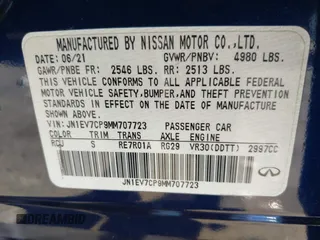 MANUFACTURED BY NISSAN MOTOR CO.,LTD.
DATE: 06/21 GVWR/PNBV: 4980 LBS.
GAWR/PNBE FR: 2546 LBS. RR: 2513 LBS.
THIS VEHICLE CONFORMS TO ALL APPLICABLE FEDERAL
MOTOR VEHICLE SAFETY,BUMPER,AND THEFT PREVENTION
STANDARDS IN EFFECT ON THE DATE OF MANUFACTURE
SHOWN ABOVE.
JN1EV7CP9MM707723 PASSENGER CAR
COLOR TRIM TRANS AXLE ENGINE
RCU S RE7R01A RG29 VR30(DDTT) 2997CC
JN1EV7CP9MM707723
DREAMBID